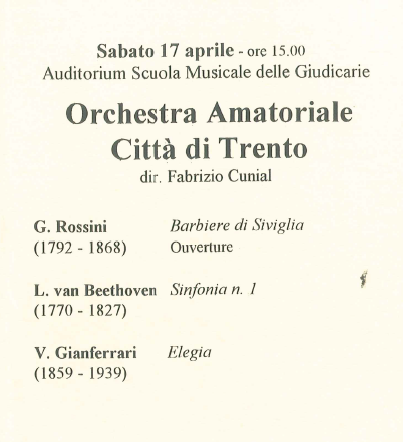 Sabato 17 aprile - ore 15.00
Auditorium Scuola Musicale delle Giudicarie
Orchestra Amatoriale
Città di Trento
dir. Fabrizio Cunial
G. Rossini Barbiere di Siviglia
(1792 - 1868) Ouverture
L. van Beethoven Sinfonia n. 1
(1770 - 1827)
V. Gianferrari Elegia
(1859 - 1939)